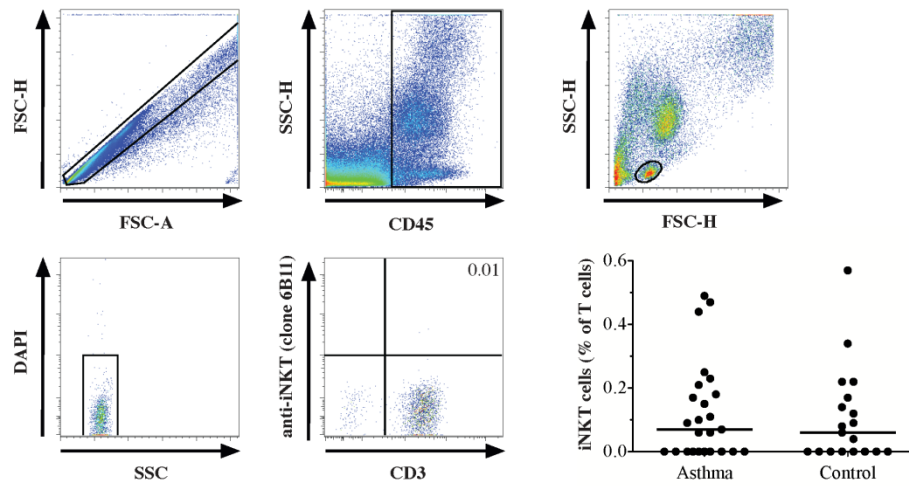 FSC-H
FSC-A
SSC-H
CD45
SSC-H
FSC-H
DAPI
SSC
anti-iNKT (clone 6B11)
0.01
CD3
iNKT cells (% of T cells)
0.6
0.4
0.2
0.0
Asthma Control